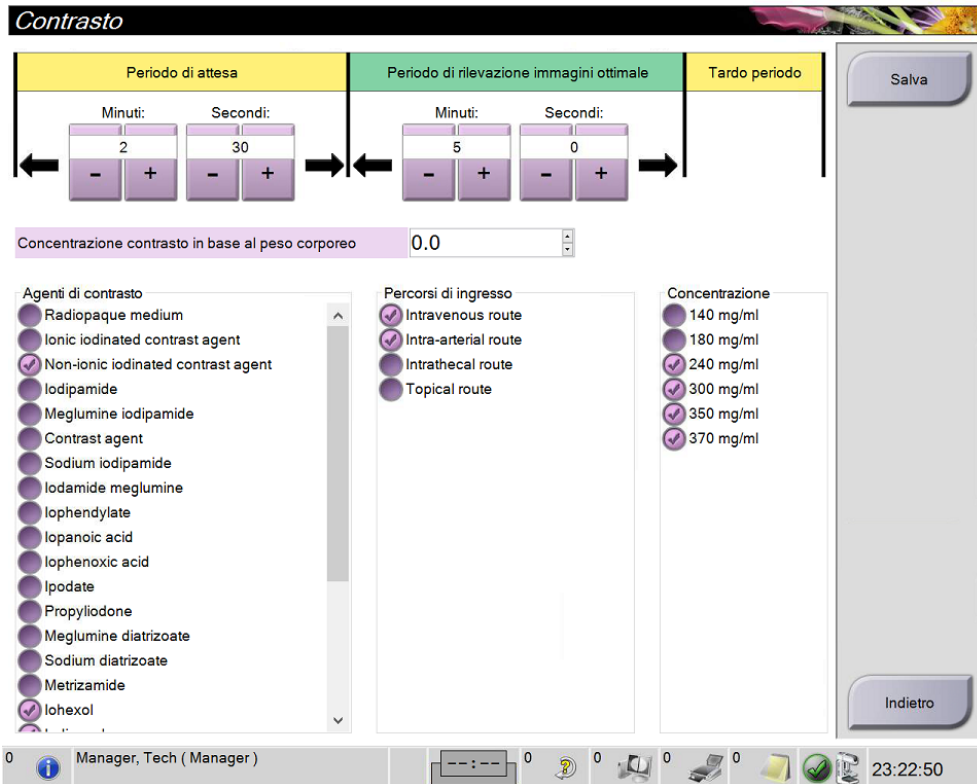 Contrasto
Periodo di attesa
Periodo di rilevazione immagini ottimale
Tardo periodo
Salva
Minuti: Secondi: Minuti: Secondi:
2 30 5 0
- + - + - + - +
Concentrazione contrasto in base al peso corporeo 0.0
Agenti di contrasto
Radiopaque medium
Ionic iodinated contrast agent
Non-ionic iodinated contrast agent
Iodipamide
Meglumine iodipamide
Contrast agent
Sodium iodipamide
Iodamide meglumine
Iophendylate
Iopanoic acid
Iophenoxic acid
Ipodate
Propyliodone
Meglumine diatrizoate
Sodium diatrizoate
Metrizamide
Iohexol
Percorsi di ingresso
Intravenous route
Intra-arterial route
Intrathecal route
Topical route
Concentrazione
140 mg/ml
180 mg/ml
240 mg/ml
300 mg/ml
350 mg/ml
370 mg/ml
Indietro
0 Manager, Tech ( Manager ) --:-- 0 0 0 0 23:22:50